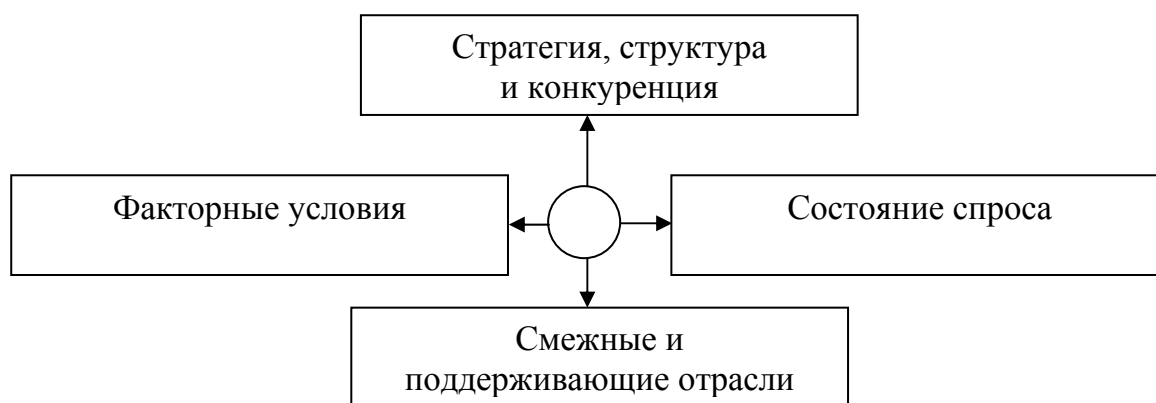 Стратегия, структура
и конкуренция
Факторные условия
Состояние спроса
Смежные и
поддерживающие отрасли